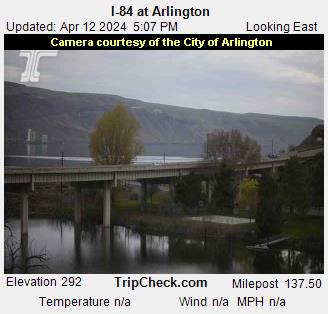 I-84 at Arlington
Updated: Apr 12 2024 5:07 PM Looking East
Camera courtesy of the City of Arlington
Elevation 292 TripCheck.com Milepost 137.50
Temperature n/a Wind n/a MPH n/a